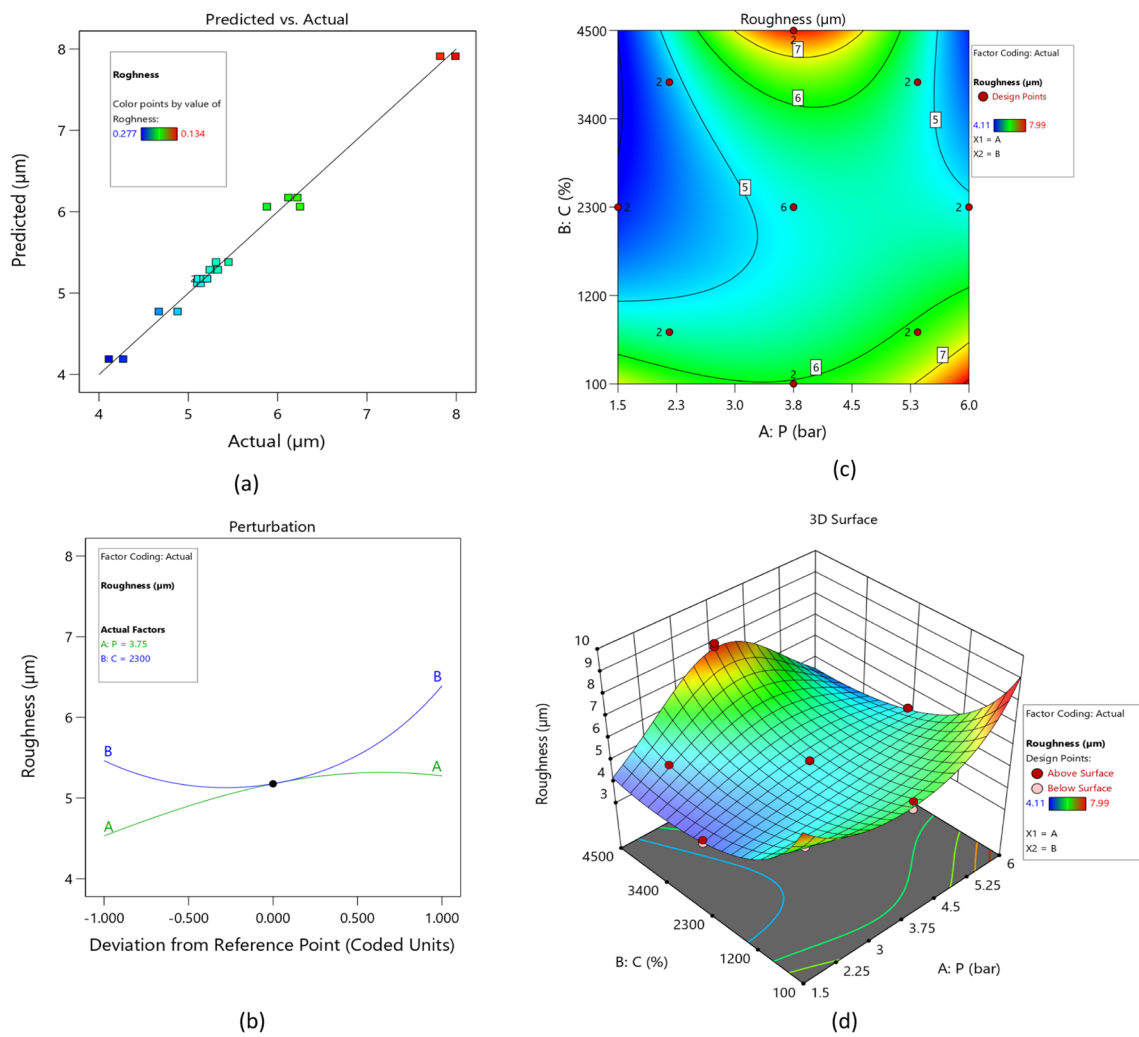 Predicted vs. Actual
8
7
6
5
4
Predicted (µm)
Roghness
Color points by value of
Roghness:
0.277 0.134
2
4 5 6 7 8
Actual (µm)
(a)
Roughness (µm)
4500
3400
2300
1200
100
B: C (%)
2
7
6
2 2
5
5
2 6 2
2 2
7
6
2
1.5 2.3 3.0 3.8 4.5 5.3 6.0
A: P (bar)
Factor Coding: Actual
Roughness (µm)
Design Points
4.11 7.99
X1 = A
X2 = B
(c)
Perturbation
8
7
6
5
4
Roughness (µm)
Factor Coding: Actual
Roughness (µm)
Actual Factors
A: P = 3.75
B: C = 2300
B
B
A
A
-1.000 -0.500 0.000 0.500 1.000
Deviation from Reference Point (Coded Units)
(b)
3D Surface
10
9
8
7
6
5
4
3
Roughness (µm)
4500
3400
2300
1200
100
B: C (%)
1.5
2.25
3
3.75
4.5
5.25
6
A: P (bar)
Factor Coding: Actual
Roughness (µm)
Design Points:
Above Surface
Below Surface
4.11 7.99
X1 = A
X2 = B
(d)